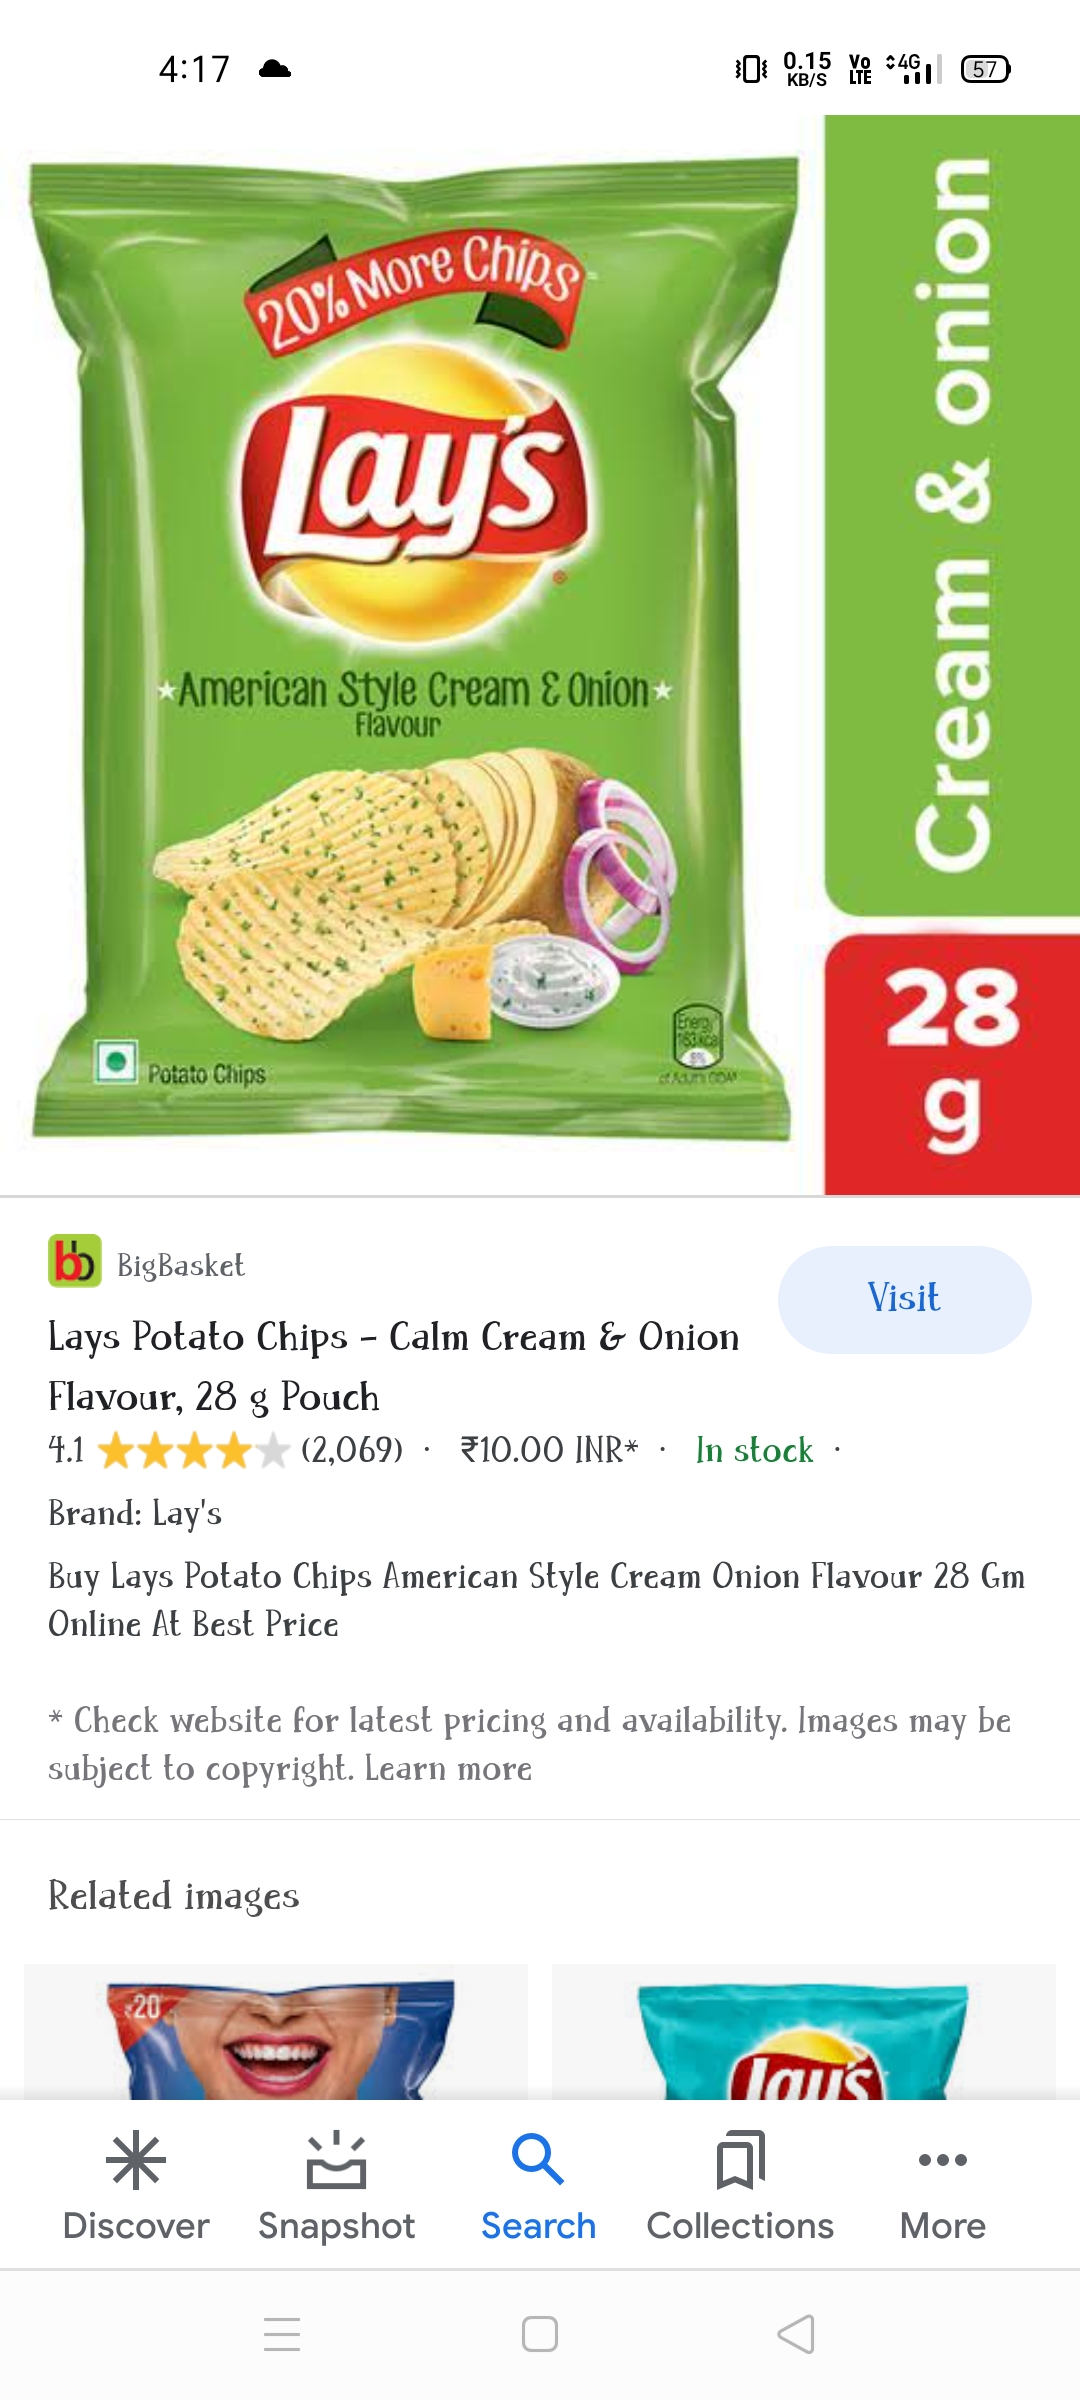 4:17
0.15
KB/S
Vo
LTE
4G
57
20% More Chips
Lay's
American Style Cream & Onion
Flavour
Potato Chips
Energy
163 kcal
Cream & onion
28
g
bb
BigBasket
Visit
Lays Potato Chips - Calm Cream & Onion
Flavour, 28 g Pouch
4.1 (2,069) · ₹10.00 INR* · In stock ·
Brand: Lay's
Buy Lays Potato Chips American Style Cream Onion Flavour 28 Gm
Online At Best Price
* Check website for latest pricing and availability. Images may be
subject to copyright. Learn more
Related images
₹20
Lay's
Discover
Snapshot
Search
Collections
More